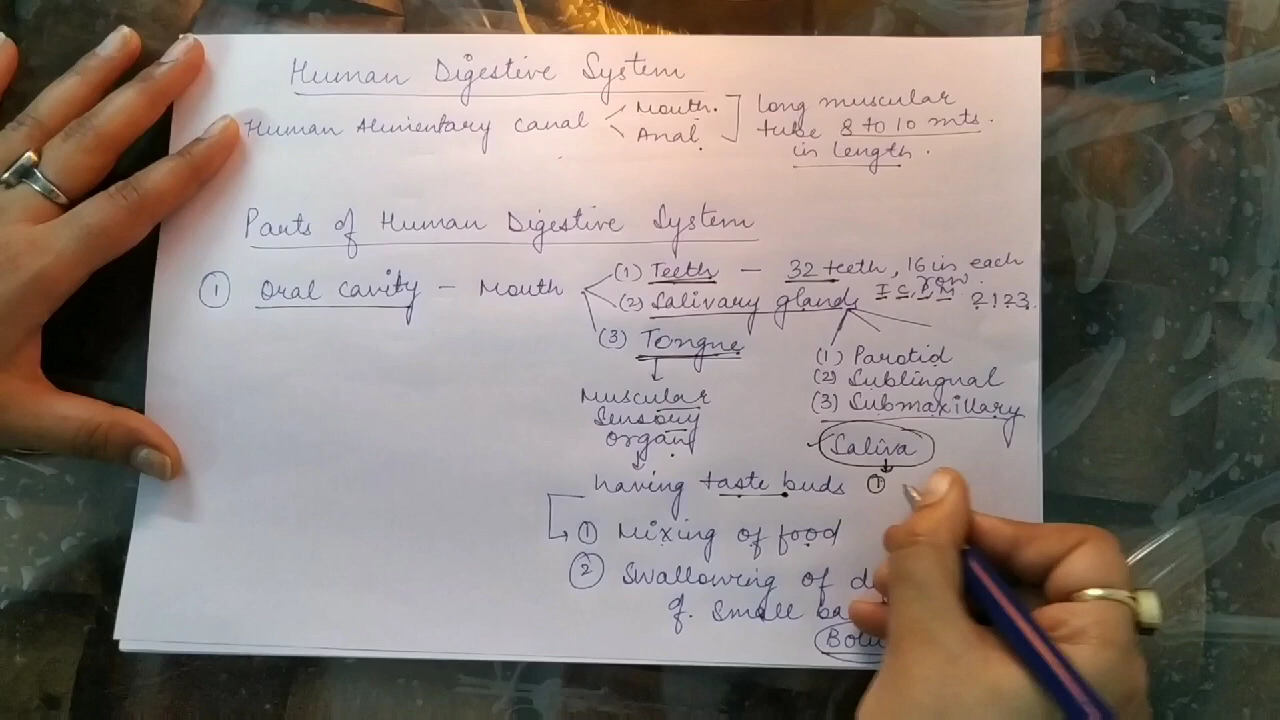 Human Digestive System
Human Alimentary canal Mouth. Anal. long muscular
tube 8 to 10 mts.
in length.
Parts of Human Digestive System
① Oral cavity - Mouth
(1) Teeth - 32 teeth, 16 in each
row
I C, P, M 2123.
(2) Salivary glands
(3) Tongue
(1) Parotid
(2) Sublingual
(3) Submaxillary
Muscular
Sensory
organ
Saliva
having taste buds ①
① Mixing of food
② Swallowing of
of small